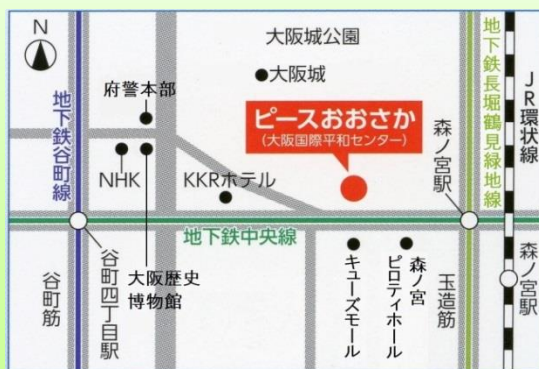 N
大阪城公園
大阪城
府警本部
ピースおおさか
(大阪国際平和センター)
地下鉄谷町線
NHK
KKRホテル
森ノ宮駅
地下鉄長堀鶴見緑地線
JR環状線
地下鉄中央線
谷町筋
谷町四丁目駅
大阪歴史
博物館
キューズモール
森ノ宮
ピロティホール
玉造筋
森ノ宮駅